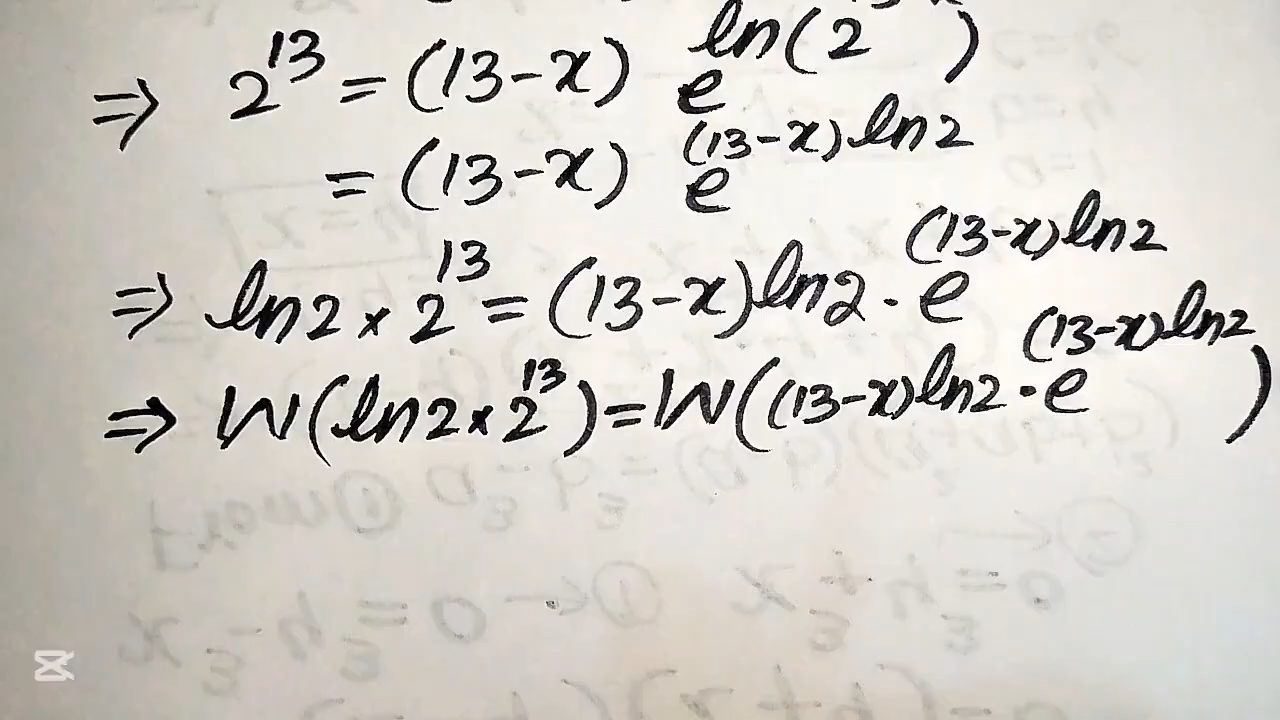 ⇒ 2^13 = (13-x) e^ln(2^13-x)
= (13-x) e^(13-x)ln2
⇒ ln2 × 2^13 = (13-x)ln2 · e^(13-x)ln2
⇒ W(ln2 × 2^13) = W((13-x)ln2 · e^(13-x)ln2)